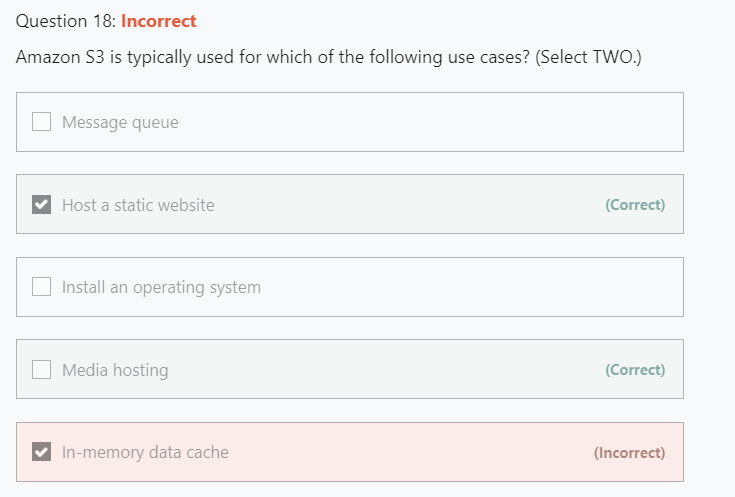 Question 18: Incorrect
Amazon S3 is typically used for which of the following use cases? (Select TWO.)
Message queue
Host a static website (Correct)
Install an operating system
Media hosting (Correct)
In-memory data cache (Incorrect)